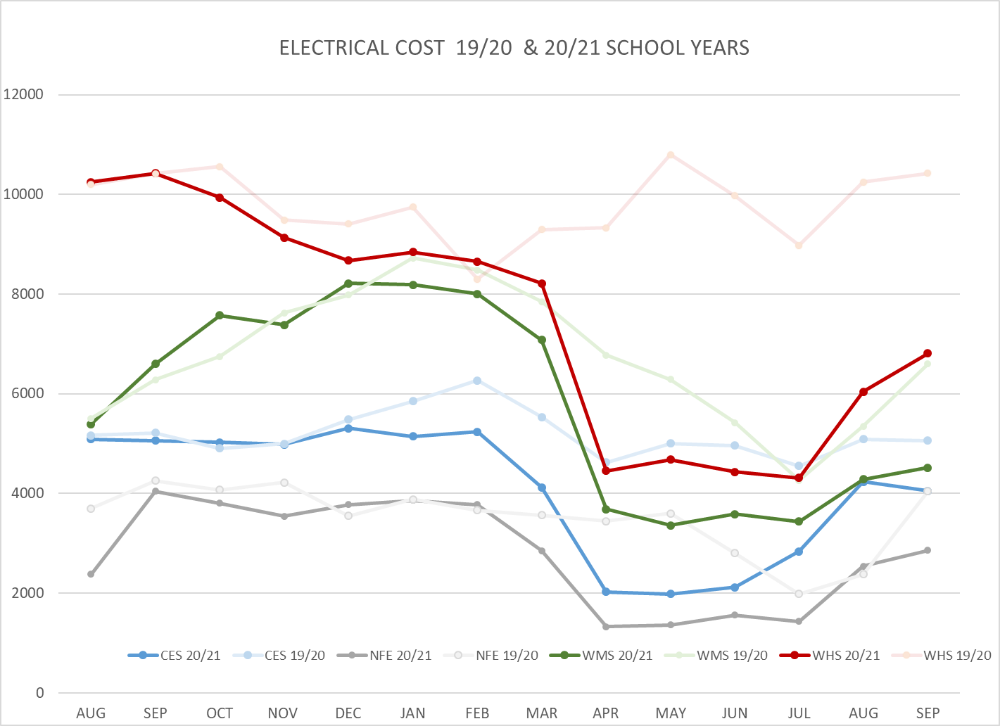 ELECTRICAL COST  19/20  & 20/21 SCHOOL YEARS
12000
10000
8000
6000
4000
2000
0
CES 20/21 CES 19/20 NFE 20/21 NFE 19/20 WMS 20/21 WMS 19/20 WHS 20/21 WHS 19/20
AUG SEP OCT NOV DEC JAN FEB MAR APR MAY JUN JUL AUG SEP